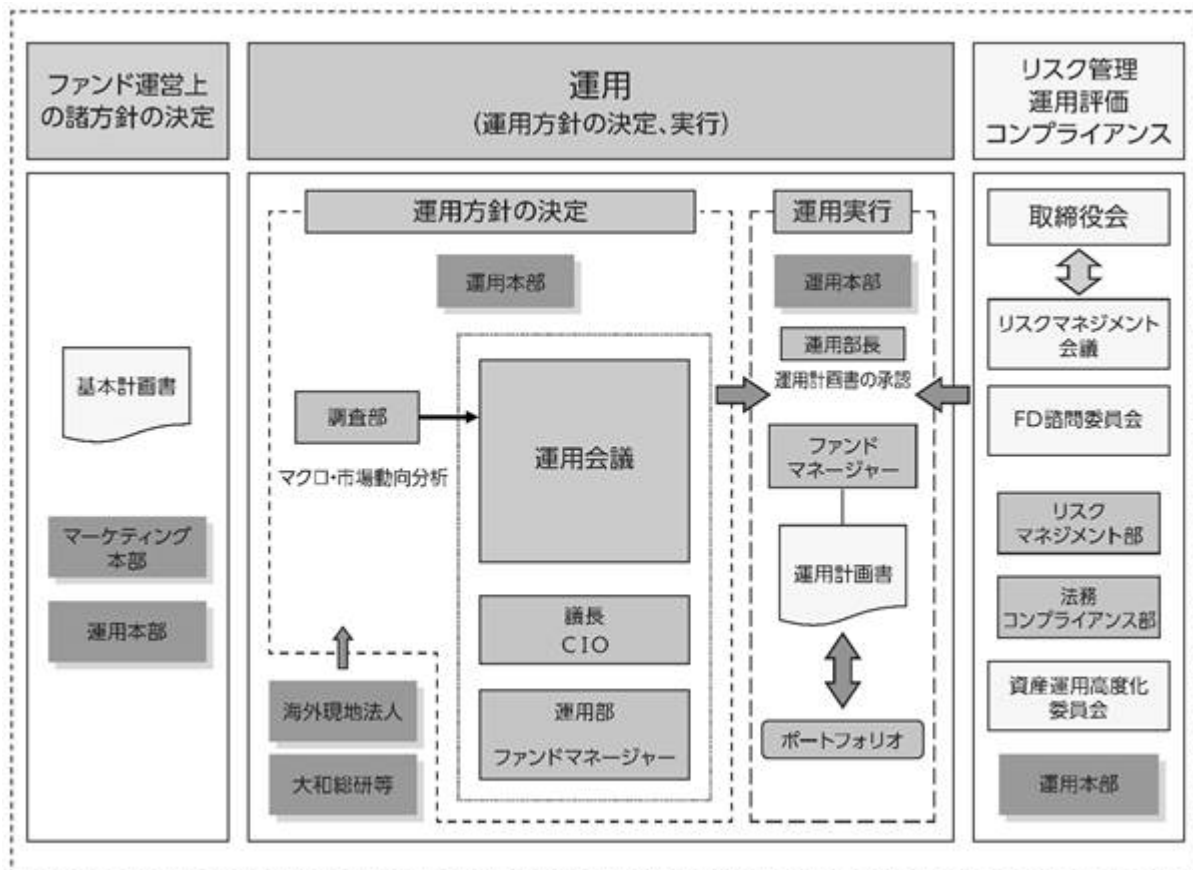 ファンド運営上
の諸方針の決定
運用
(運用方針の決定、実行)
リスク管理
運用評価
コンプライアンス
基本計画書
マーケティング
本部
運用本部
運用方針の決定
運用本部
調査部
マクロ・市場動向分析
運用会議
議長
CIO
運用部
ファンドマネージャー
海外現地法人
大和総研等
運用実行
運用本部
運用部長
運用計画書の承認
ファンド
マネージャー
運用計画書
ポートフォリオ
取締役会
リスクマネジメント
会議
FD諮問委員会
リスク
マネジメント部
法務
コンプライアンス部
資産運用高度化
委員会
運用本部